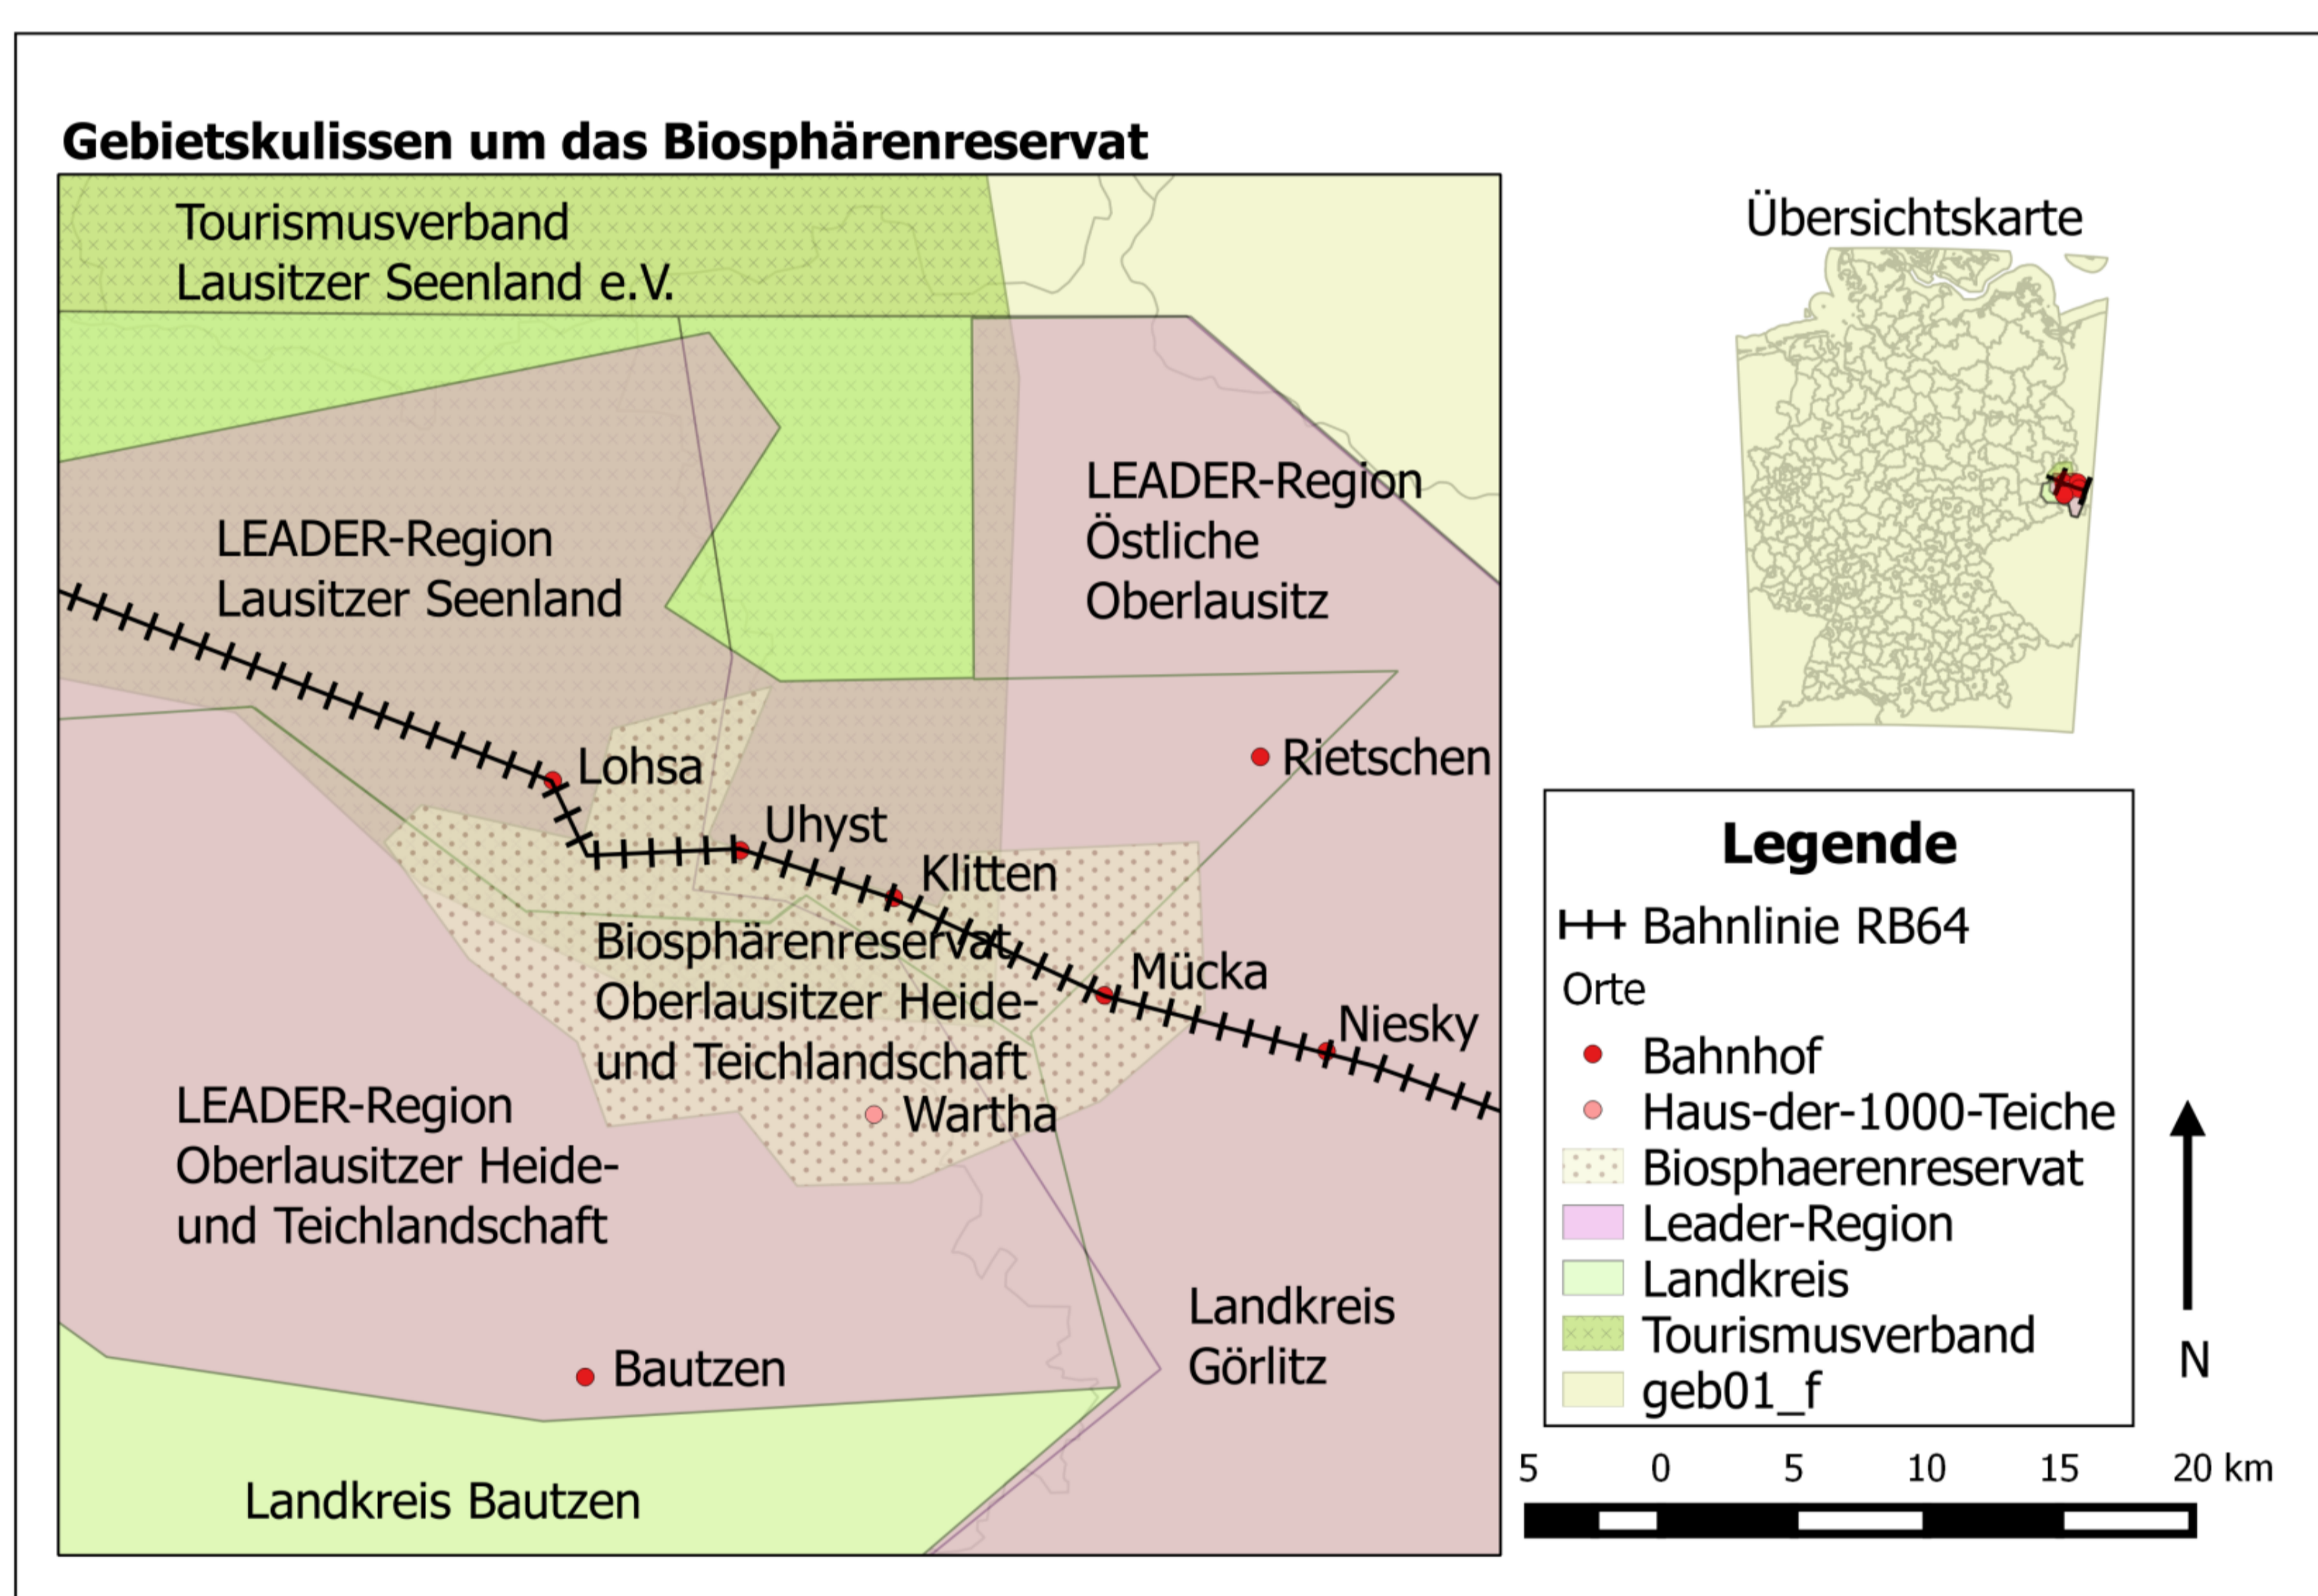 Gebietskulissen um das Biosphärenreservat
Tourismusverband
Lausitzer Seenland e.V.
LEADER-Region
Östliche
Oberlausitz
LEADER-Region
Lausitzer Seenland
Rietschen
Lohsa
Uhyst
Klitten
Biosphärenreservat
Oberlausitzer Heide-
und Teichlandschaft
Mücka
Niesky
Wartha
LEADER-Region
Oberlausitzer Heide-
und Teichlandschaft
Landkreis
Görlitz
Bautzen
Landkreis Bautzen
Übersichtskarte
Legende
Bahnlinie RB64
Orte
Bahnhof
Haus-der-1000-Teiche
Biosphaerenreservat
Leader-Region
Landkreis
Tourismusverband
geb01_f
N
5 0 5 10 15 20 km